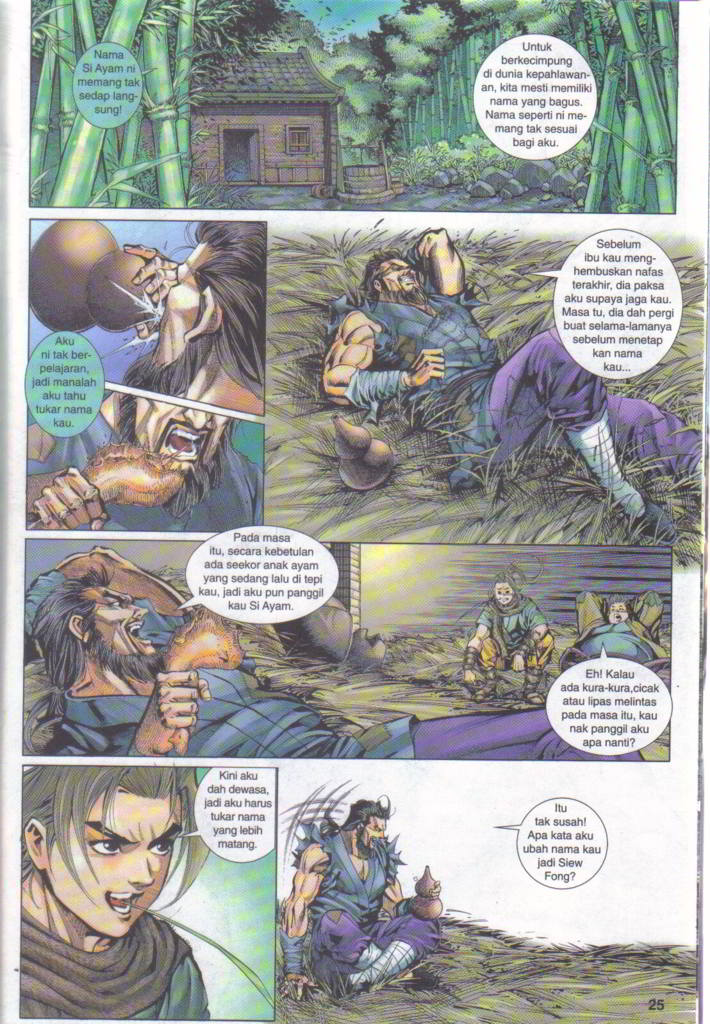 Nama
Si Ayam ni
memang tak
sedap lang-
sung!
Untuk
berkecimpung
di dunia kepahlawan-
an, kita mesti memiliki
nama yang bagus.
Nama seperti ni me-
mang tak sesuai
bagi aku.
Sebelum
ibu kau meng-
hembuskan nafas
terakhir, dia paksa
aku supaya jaga kau.
Masa tu, dia dah pergi
buat selama-lamanya
sebelum menetap
kan nama
kau...
Aku
ni tak ber-
pelajaran,
jadi manalah
aku tahu
tukar nama
kau.
Pada masa
itu, secara kebetulan
ada seekor anak ayam
yang sedang lalu di tepi
kau, jadi aku pun panggil
kau Si Ayam.
Eh! Kalau
ada kura-kura,cicak
atau lipas melintas
pada masa itu, kau
nak panggil aku
apa nanti?
Kini aku
dah dewasa,
jadi aku harus
tukar nama
yang lebih
matang.
Itu
tak susah!
Apa kata aku
ubah nama kau
jadi Siew
Fong?
25